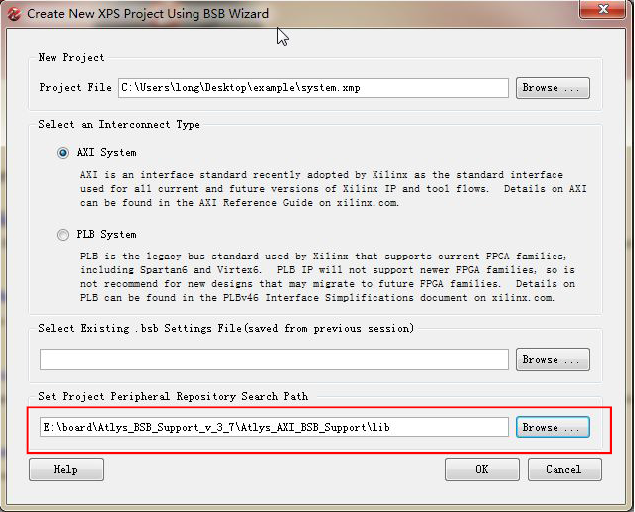 Create New XPS Project Using BSB Wizard
New Project
Project File C:\Users\long\Desktop\example\system.xmp Browse ...
Select an Interconnect Type
AXI System
AXI is an interface standard recently adopted by Xilinx as the standard interface
used for all current and future versions of Xilinx IP and tool flows. Details on AXI
can be found in the AXI Reference Guide on xilinx.com.
PLB System
PLB is the legacy bus standard used by Xilinx that supports current FPGA families,
including Spartan6 and Virtex6. PLB IP will not support newer FPGA families, so is
not recommend for new designs that may migrate to future FPGA families. Details on
PLB can be found in the PLBv46 Interface Simplifications document on xilinx.com.
Select Existing .bsb Settings File(saved from previous session)
Browse ...
Set Project Peripheral Repository Search Path
E:\board\Atlys_BSB_Support_v_3_7\Atlys_AXI_BSB_Support\lib Browse ...
Help OK Cancel